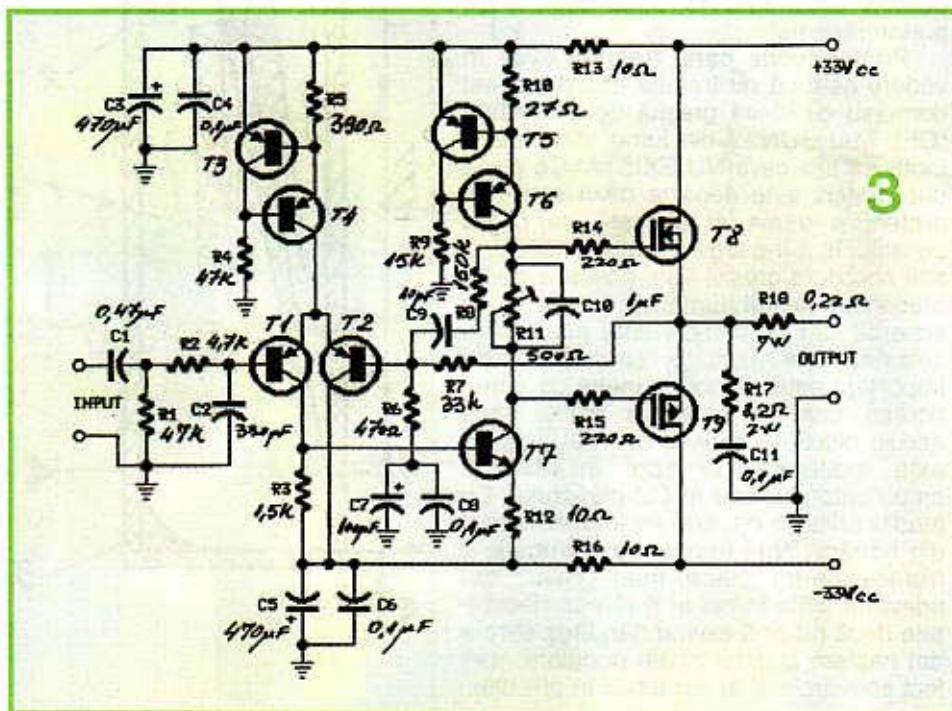 R13 10Ω
+33Vcc
C3
470µF
C4
0,1µF
R5
390Ω
R10
27Ω
T3
T5
3
T4
T6
R14
220Ω
T8
R4
47K
R9
15K
R8
10µF
C9
R11
500Ω
C10
1µF
R18
0,22Ω
7W
0,47µF
C1
R2 4,7K
T1
T2
OUTPUT
INPUT
R1
47K
C2
330pF
R6
470Ω
R7
33K
R15
220Ω
T9
R17
8,2Ω
2W
C11
0,1µF
R3
1,5K
T7
C7
C8
0,1µF
R12
10Ω
R16
10Ω
-33Vcc
C5
470µF
C6
0,1µF